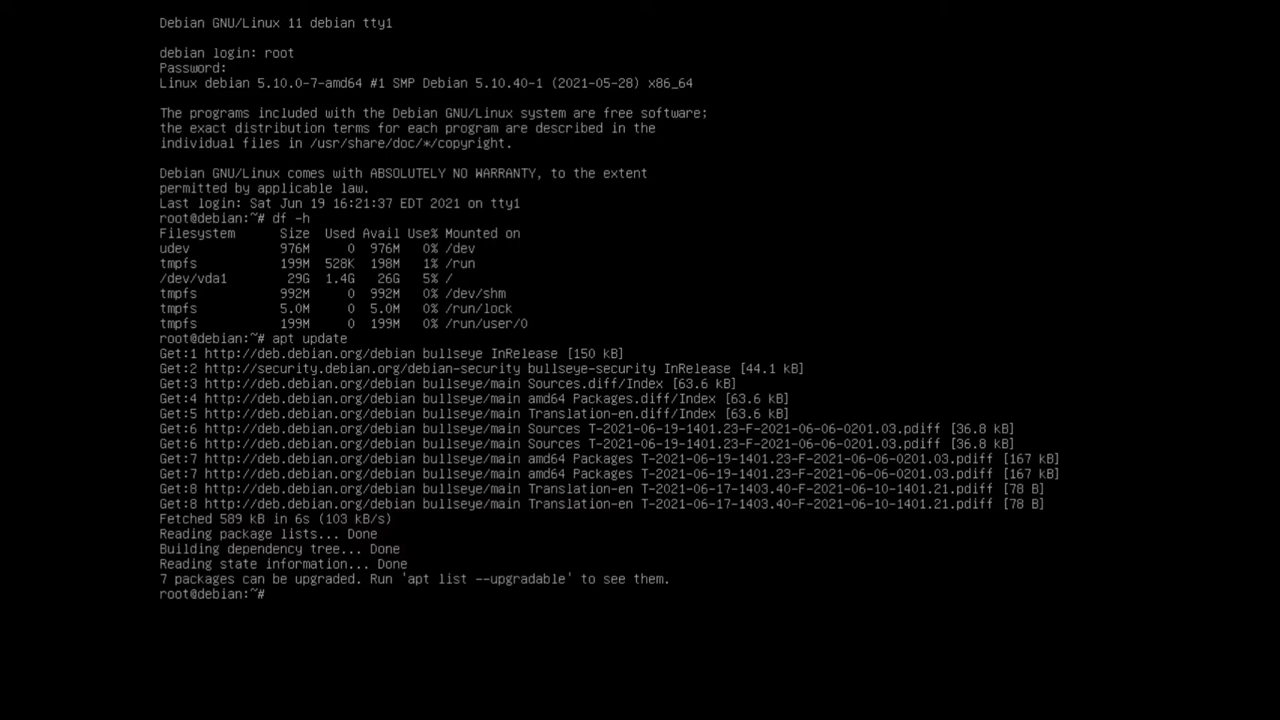 Debian GNU/Linux 11 debian tty1
debian login: root
Password:
Linux debian 5.10.0-7-amd64 #1 SMP Debian 5.10.40-1 (2021-05-28) x86_64
The programs included with the Debian GNU/Linux system are free software;
the exact distribution terms for each program are described in the
individual files in /usr/share/doc/*/copyright.
Debian GNU/Linux comes with ABSOLUTELY NO WARRANTY, to the extent
permitted by applicable law.
Last login: Sat Jun 19 16:21:37 EDT 2021 on tty1
root@debian:~# df -h
Filesystem      Size  Used Avail Use% Mounted on
udev            976M     0  976M   0% /dev
tmpfs           199M  528K  198M   1% /run
/dev/vda1        29G  1.4G   26G   5% /
tmpfs           992M     0  992M   0% /dev/shm
tmpfs           5.0M     0  5.0M   0% /run/lock
tmpfs           199M     0  199M   0% /run/user/0
root@debian:~# apt update
Get:1 http://deb.debian.org/debian bullseye InRelease [150 kB]
Get:2 http://security.debian.org/debian-security bullseye-security InRelease [44.1 kB]
Get:3 http://deb.debian.org/debian bullseye/main Sources.diff/Index [63.6 kB]
Get:4 http://deb.debian.org/debian bullseye/main amd64 Packages.diff/Index [63.6 kB]
Get:5 http://deb.debian.org/debian bullseye/main Translation-en.diff/Index [63.6 kB]
Get:6 http://deb.debian.org/debian bullseye/main Sources T-2021-06-19-1401.23-F-2021-06-06-0201.03.pdiff [36.8 kB]
Get:6 http://deb.debian.org/debian bullseye/main Sources T-2021-06-19-1401.23-F-2021-06-06-0201.03.pdiff [36.8 kB]
Get:7 http://deb.debian.org/debian bullseye/main amd64 Packages T-2021-06-19-1401.23-F-2021-06-06-0201.03.pdiff [167 kB]
Get:7 http://deb.debian.org/debian bullseye/main amd64 Packages T-2021-06-19-1401.23-F-2021-06-06-0201.03.pdiff [167 kB]
Get:8 http://deb.debian.org/debian bullseye/main Translation-en T-2021-06-17-1403.40-F-2021-06-10-1401.21.pdiff [78 B]
Get:8 http://deb.debian.org/debian bullseye/main Translation-en T-2021-06-17-1403.40-F-2021-06-10-1401.21.pdiff [78 B]
Fetched 589 kB in 6s (103 kB/s)
Reading package lists... Done
Building dependency tree... Done
Reading state information... Done
7 packages can be upgraded. Run 'apt list --upgradable' to see them.
root@debian:~#